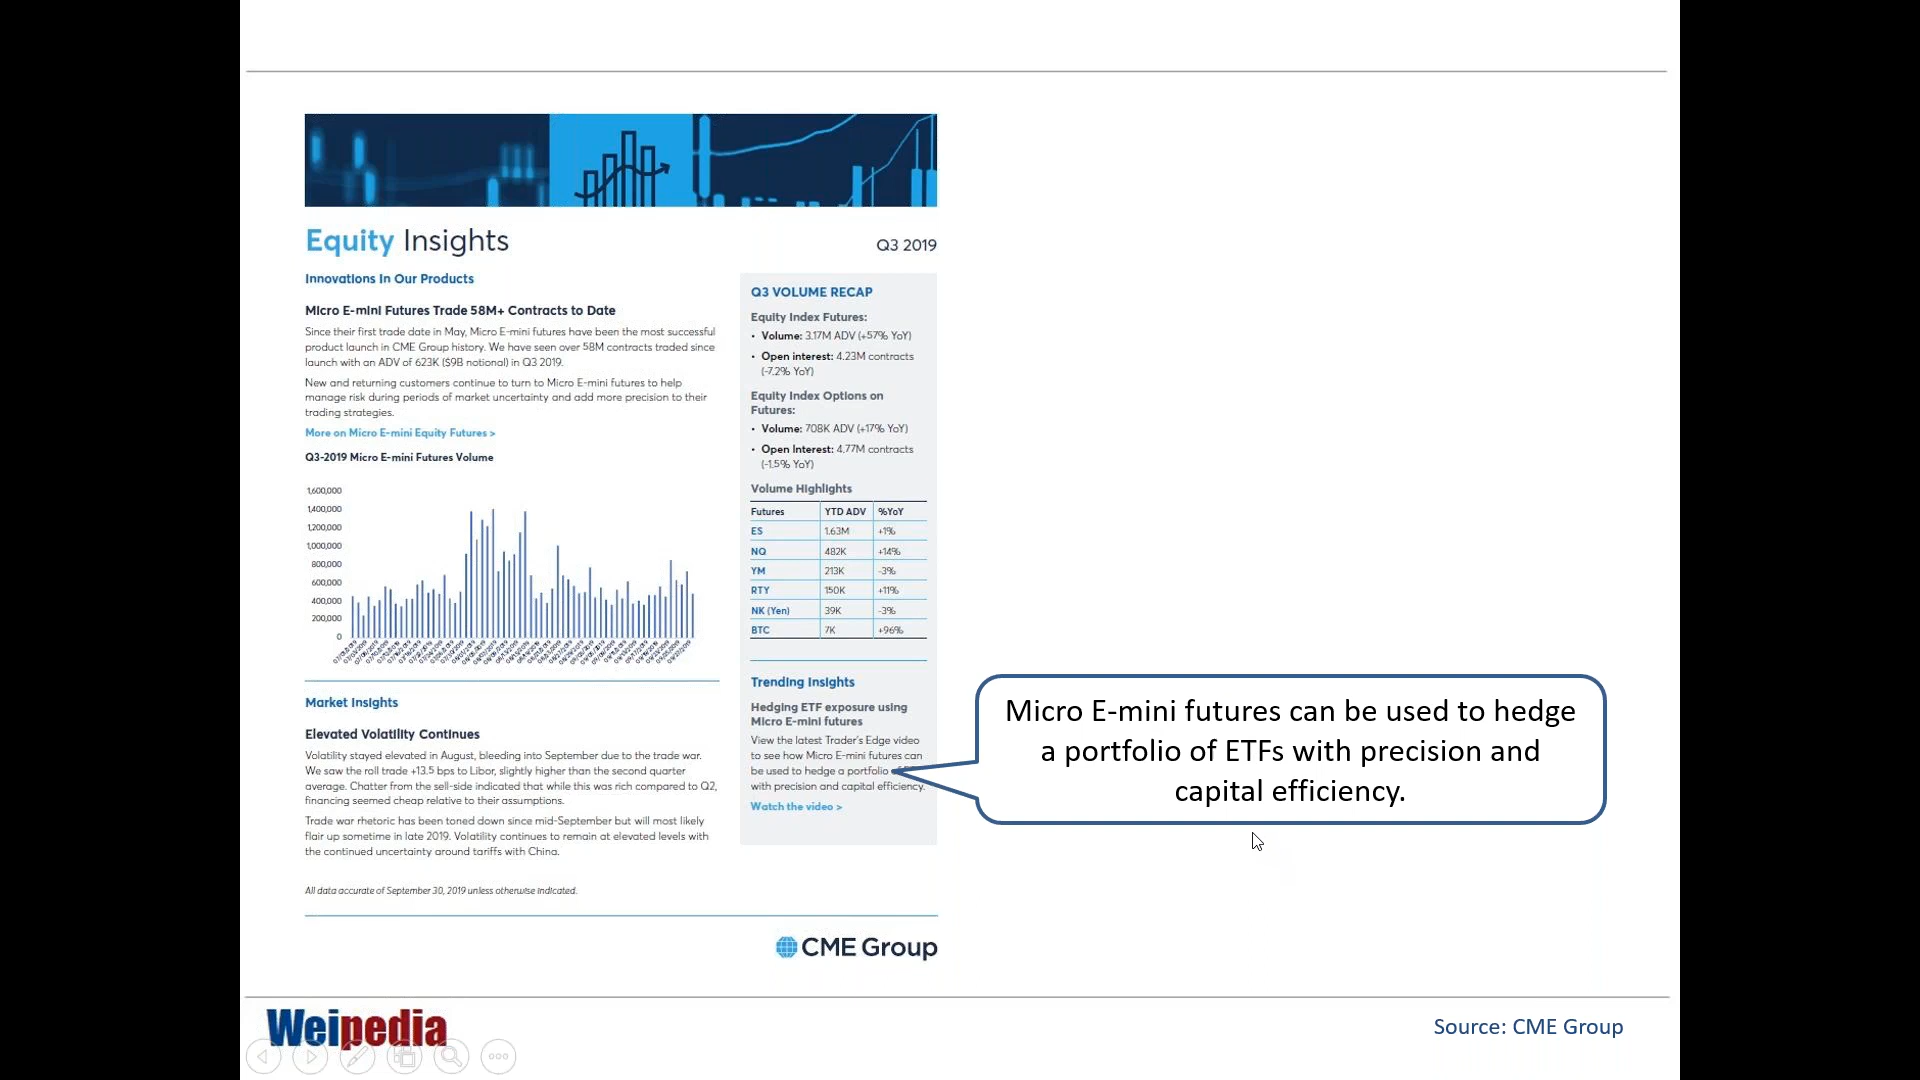 Equity Insights
Q3 2019
Innovations In Our Products
Micro E-mini Futures Trade 58M+ Contracts to Date
Since their first trade date in May, Micro E-mini futures have been the most successful
product launch in CME Group history. We have seen over 58M contracts traded since
launch with an ADV of 623K ($9B notional) in Q3 2019.
New and returning customers continue to turn to Micro E-mini futures to help
manage risk during periods of market uncertainty and add more precision to their
trading strategies.
More on Micro E-mini Equity Futures >
Q3-2019 Micro E-mini Futures Volume
1,600,000
1,400,000
1,200,000
1,000,000
800,000
600,000
400,000
200,000
0
Market Insights
Elevated Volatility Continues
Volatility stayed elevated in August, bleeding into September due to the trade war.
We saw the roll trade +13.5 bps to Libor, slightly higher than the second quarter
average. Chatter from the sell-side indicated that while this was rich compared to Q2,
financing seemed cheap relative to their assumptions.
Trade war rhetoric has been toned down since mid-September but will most likely
flair up sometime in late 2019. Volatility continues to remain at elevated levels with
the continued uncertainty around tariffs with China.
All data accurate of September 30, 2019 unless otherwise indicated.
Q3 VOLUME RECAP
Equity Index Futures:
• Volume: 3.17M ADV (+57% YoY)
• Open interest: 4.23M contracts
(-7.2% YoY)
Equity Index Options on
Futures:
• Volume: 708K ADV (+17% YoY)
• Open Interest: 4.77M contracts
(-1.5% YoY)
Volume Highlights
Futures YTD ADV %YoY
ES 1.63M +1%
NQ 482K +14%
YM 213K -3%
RTY 150K +11%
NK (Yen) 39K -3%
BTC 7K +96%
Trending Insights
Hedging ETF exposure using
Micro E-mini futures
View the latest Trader's Edge video
to see how Micro E-mini futures can
be used to hedge a portfolio
with precision and capital efficiency.
Watch the video >
Micro E-mini futures can be used to hedge
a portfolio of ETFs with precision and
capital efficiency.
CME Group
Weipedia
Source: CME Group